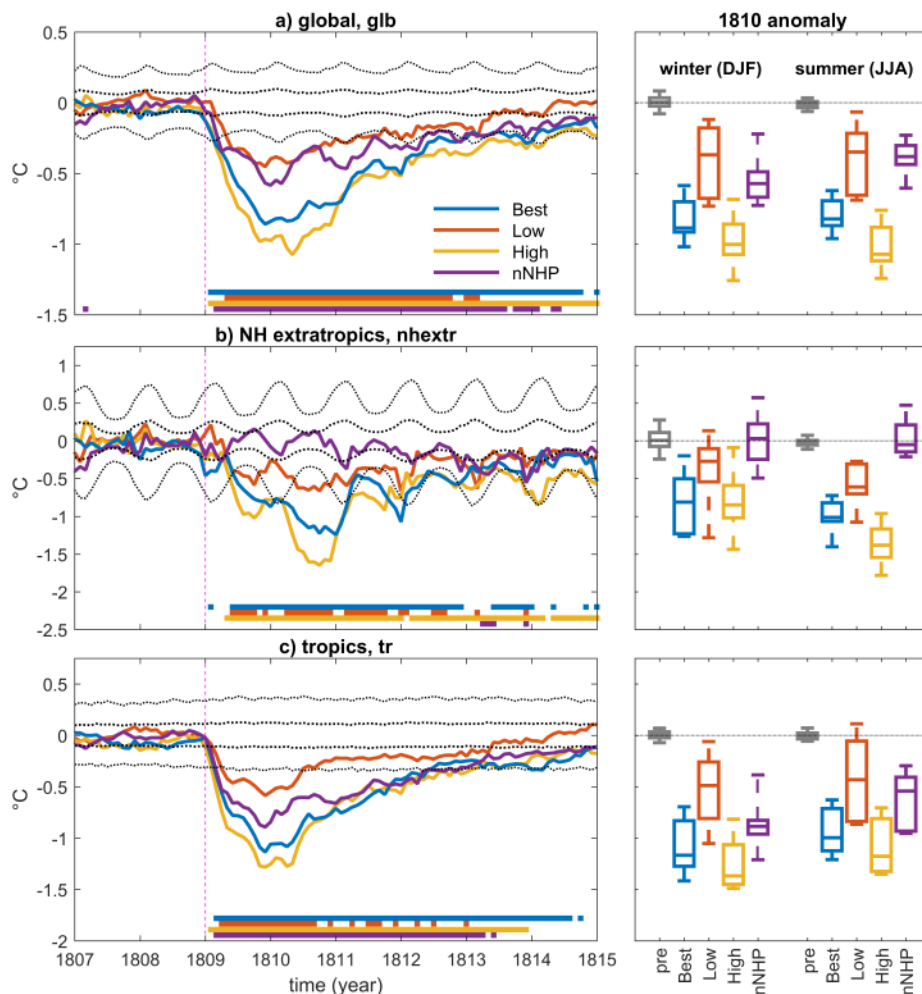 a) global, glb
1810 anomaly
0.5
0
-0.5
-1
-1.5
°C
Best
Low
High
nNHP
winter (DJF)
summer (JJA)
b) NH extratropics, nhextr
1
0.5
0
-0.5
-1
-1.5
-2
-2.5
°C
c) tropics, tr
0.5
0
-0.5
-1
-1.5
-2
°C
1807
1808
1809
1810
1811
1812
1813
1814
1815
time (year)
pre
Best
Low
High
nNHP
pre
Best
Low
High
nNHP